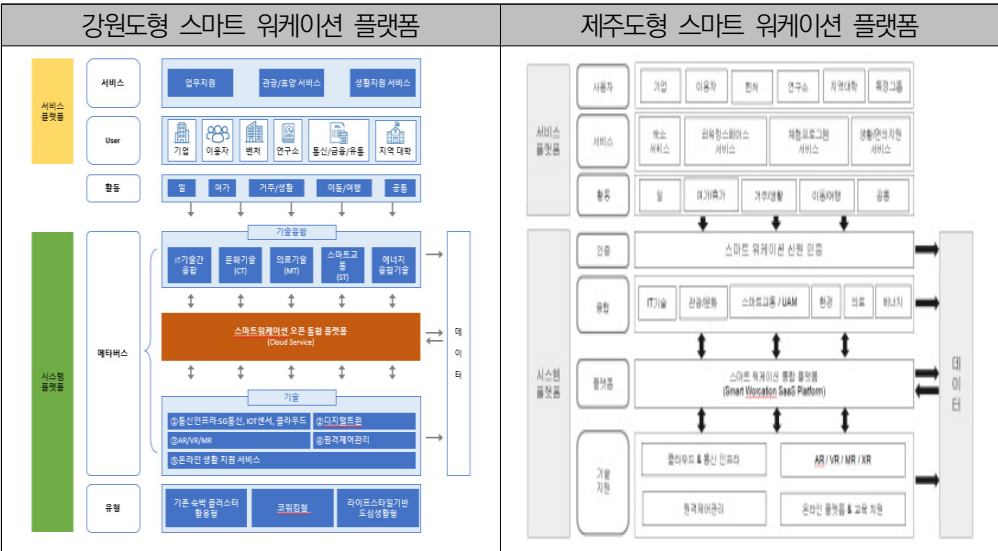 강원도형 스마트 워케이션 플랫폼
서비스
플랫폼
서비스
업무지원
관광/휴양 서비스
생활지원 서비스
User
기업
이용자
벤처
연구소
통신/금융/유통
지역 대학
활동
일
여가
거주/생활
이동/여행
공통
시스템
플랫폼
메타버스
기술융합
IT기술간
융합
문화기술
(CT)
의료기술
(MT)
스마트교
통
(ST)
에너지
융합기술
스마트워케이션 오픈 통합 플랫폼
(Cloud Service)
데
이
터
기술
①통신인프라:5G통신, IOT센서, 클라우드
②디지털트윈
③AR/VR/MR
④원격제어관리
⑤온라인 생활 지원 서비스
유형
기존 숙박 클러스터
활용형
코워킹형
라이프스타일기반
도심생활형
제주도형 스마트 워케이션 플랫폼
서비스
플랫폼
사용자
기업
이용자
벤처
연구소
지역대학
특정그룹
서비스
숙소
서비스
코워킹스페이스
서비스
체험프로그램
서비스
생활/편의지원
서비스
활동
일
여가/휴가
거주/생활
이동/여행
공통
시스템
플랫폼
인증
스마트 워케이션 신원 인증
융합
IT기술
관광/문화
스마트교통 / UAM
환경
의료
에너지
플랫폼
스마트 워케이션 통합 플랫폼
(Smart Worcation SaaS Platform)
데
이
터
기술
지원
클라우드 & 통신 인프라
AR / VR / MR / XR
원격제어관리
온라인 플랫폼 & 교육 지원